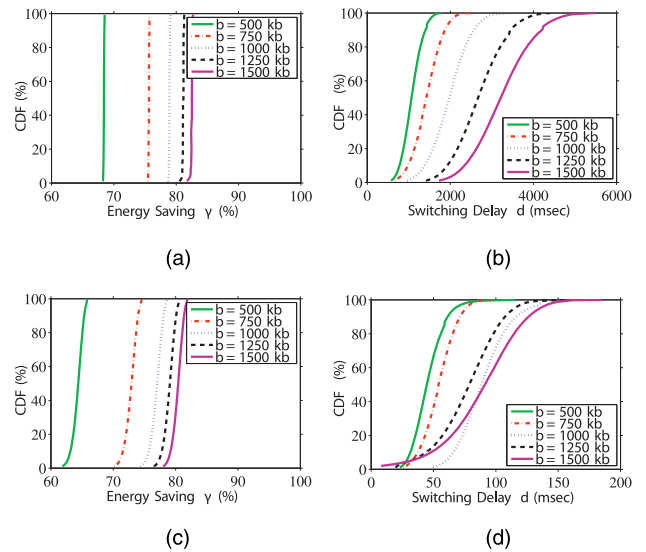 100
80
60
40
20
0
CDF (%)
b = 500 kb
b = 750 kb
b = 1000 kb
b = 1250 kb
b = 1500 kb
60 70 80 90 100
Energy Saving γ (%)
(a)
100
80
60
40
20
0
CDF (%)
b = 500 kb
b = 750 kb
b = 1000 kb
b = 1250 kb
b = 1500 kb
0 2000 4000 6000
Switching Delay d (msec)
(b)
100
80
60
40
20
0
CDF (%)
b = 500 kb
b = 750 kb
b = 1000 kb
b = 1250 kb
b = 1500 kb
60 70 80 90 100
Energy Saving γ (%)
(c)
100
80
60
40
20
0
CDF (%)
b = 500 kb
b = 750 kb
b = 1000 kb
b = 1250 kb
b = 1500 kb
0 50 100 150 200
Switching Delay d (msec)
(d)